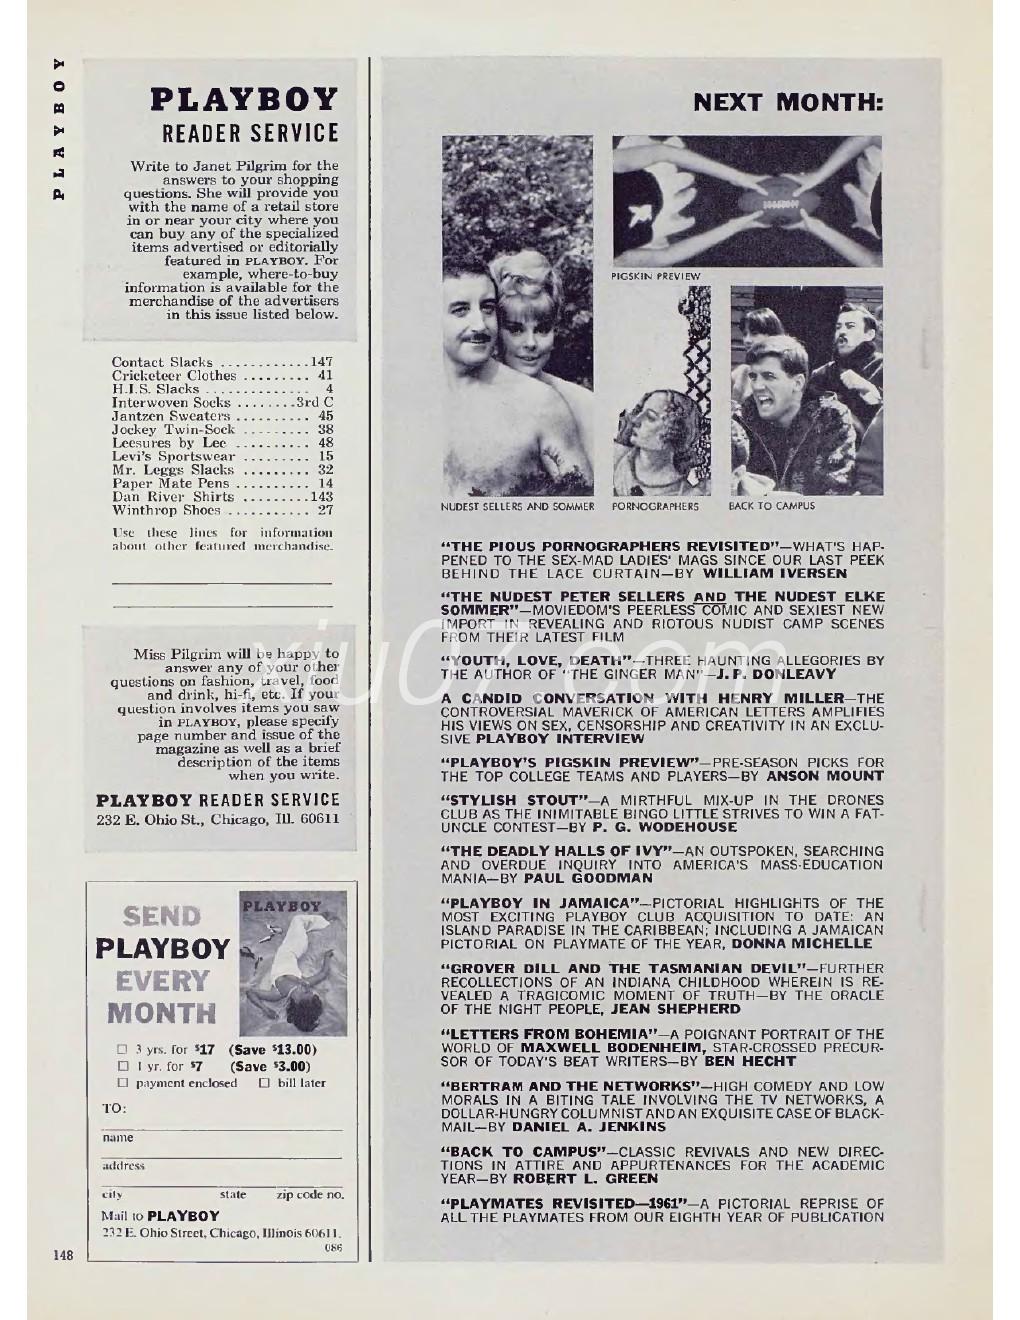 PLAYBOY
PLAYBOY
READER SERVICE
Write to Janet Pilgrim for the
answers to your shopping
questions. She will provide you
with the name of a retail store
in or near your city where you
can buy any of the specialized
items advertised or editorially
featured in PLAYBOY. For
example, where-to-buy
information is available for the
merchandise of the advertisers
in this issue listed below.
Contact Slacks ............147
Cricketeer Clothes ......... 41
H.I.S. Slacks .............. 4
Interwoven Socks ........3rd C
Jantzen Sweaters .......... 45
Jockey Twin-Sock ......... 38
Leesures by Lee .......... 48
Levi's Sportswear ......... 15
Mr. Leggs Slacks ......... 32
Paper Mate Pens .......... 14
Dan River Shirts .........143
Winthrop Shoes ........... 27
Use these lines for information
about other featured merchandise.
Miss Pilgrim will be happy to
answer any of your other
questions on fashion, travel, food
and drink, hi-fi, etc. If your
question involves items you saw
in PLAYBOY, please specify
page number and issue of the
magazine as well as a brief
description of the items
when you write.
PLAYBOY READER SERVICE
232 E. Ohio St., Chicago, Ill. 60611
SEND
PLAYBOY
EVERY
MONTH
PLAYBOY
□ 3 yrs. for $17 (Save $13.00)
□ 1 yr. for $7 (Save $3.00)
□ payment enclosed □ bill later
TO:
name
address
city state zip code no.
Mail to PLAYBOY
232 E. Ohio Street, Chicago, Illinois 60611.
086
148
NEXT MONTH:
PIGSKIN PREVIEW
NUDEST SELLERS AND SOMMER
PORNOGRAPHERS
BACK TO CAMPUS
"THE PIOUS PORNOGRAPHERS REVISITED"—WHAT'S HAP-
PENED TO THE SEX-MAD LADIES' MAGS SINCE OUR LAST PEEK
BEHIND THE LACE CURTAIN—BY WILLIAM IVERSEN
"THE NUDEST PETER SELLERS AND THE NUDEST ELKE
SOMMER"—MOVIEDOM'S PEERLESS COMIC AND SEXIEST NEW
IMPORT IN REVEALING AND RIOTOUS NUDIST CAMP SCENES
FROM THEIR LATEST FILM
"YOUTH, LOVE, DEATH"—THREE HAUNTING ALLEGORIES BY
THE AUTHOR OF "THE GINGER MAN"—J. P. DONLEAVY
A CANDID CONVERSATION WITH HENRY MILLER—THE
CONTROVERSIAL MAVERICK OF AMERICAN LETTERS AMPLIFIES
HIS VIEWS ON SEX, CENSORSHIP AND CREATIVITY IN AN EXCLU-
SIVE PLAYBOY INTERVIEW
"PLAYBOY'S PIGSKIN PREVIEW"—PRE-SEASON PICKS FOR
THE TOP COLLEGE TEAMS AND PLAYERS—BY ANSON MOUNT
"STYLISH STOUT"—A MIRTHFUL MIX-UP IN THE DRONES
CLUB AS THE INIMITABLE BINGO LITTLE STRIVES TO WIN A FAT-
UNCLE CONTEST—BY P. G. WODEHOUSE
"THE DEADLY HALLS OF IVY"—AN OUTSPOKEN, SEARCHING
AND OVERDUE INQUIRY INTO AMERICA'S MASS-EDUCATION
MANIA—BY PAUL GOODMAN
"PLAYBOY IN JAMAICA"—PICTORIAL HIGHLIGHTS OF THE
MOST EXCITING PLAYBOY CLUB ACQUISITION TO DATE: AN
ISLAND PARADISE IN THE CARIBBEAN; INCLUDING A JAMAICAN
PICTORIAL ON PLAYMATE OF THE YEAR, DONNA MICHELLE
"GROVER DILL AND THE TASMANIAN DEVIL"—FURTHER
RECOLLECTIONS OF AN INDIANA CHILDHOOD WHEREIN IS RE-
VEALED A TRAGICOMIC MOMENT OF TRUTH—BY THE ORACLE
OF THE NIGHT PEOPLE, JEAN SHEPHERD
"LETTERS FROM BOHEMIA"—A POIGNANT PORTRAIT OF THE
WORLD OF MAXWELL BODENHEIM, STAR-CROSSED PRECUR-
SOR OF TODAY'S BEAT WRITERS—BY BEN HECHT
"BERTRAM AND THE NETWORKS"—HIGH COMEDY AND LOW
MORALS IN A BITING TALE INVOLVING THE TV NETWORKS, A
DOLLAR-HUNGRY COLUMNIST AND AN EXQUISITE CASE OF BLACK-
MAIL—BY DANIEL A. JENKINS
"BACK TO CAMPUS"—CLASSIC REVIVALS AND NEW DIREC-
TIONS IN ATTIRE AND APPURTENANCES FOR THE ACADEMIC
YEAR—BY ROBERT L. GREEN
"PLAYMATES REVISITED—1961"—A PICTORIAL REPRISE OF
ALL THE PLAYMATES FROM OUR EIGHTH YEAR OF PUBLICATION
xiu07.com